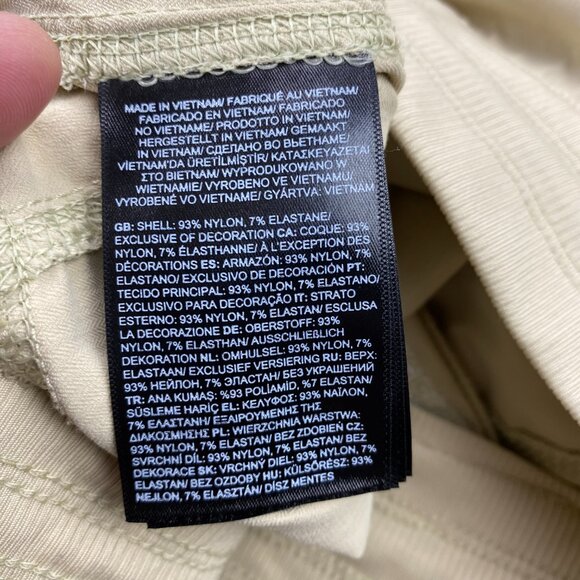 MADE IN VIETNAM/ FABRIQUÉ AU VIETNAM/
FABRICADO EN VIETNAM/ FABRICADO
NO VIETNAME/ PRODOTTO IN VIETNAM/
HERGESTELLT IN VIETNAM/ GEMAAKT
IN VIETNAM/ СДЕЛАНО ВО ВЬЕТНАМЕ/
VİETNAM'DA ÜRETİLMİŞTİR/ ΚΑΤΑΣΚΕΥΑΖΕΤΑΙ
ΣΤΟ ΒΙΕΤΝΑΜ/ WYPRODUKOWANO W
WIETNAMIE/ VYROBENO VE VIETNAMU/
VYROBENÉ VO VIETNAME/ GYÁRTVA: VIETNAM
GB: SHELL: 93% NYLON, 7% ELASTANE/
EXCLUSIVE OF DECORATION CA: COQUE: 93%
NYLON, 7% ÉLASTHANNE/ À L'EXCEPTION DES
DÉCORATIONS ES: ARMAZÓN: 93% NYLON, 7%
ELASTANO/ EXCLUSIVO DE DECORACIÓN PT:
TECIDO PRINCIPAL: 93% NYLON, 7% ELASTANO/
EXCLUSIVO PARA DECORAÇÃO IT: STRATO
ESTERNO: 93% NYLON, 7% ELASTAN/ ESCLUSA
LA DECORAZIONE DE: OBERSTOFF: 93%
NYLON, 7% ELASTHAN/ AUSSCHLIEßLICH
DEKORATION NL: OMHULSEL: 93% NYLON, 7%
ELASTAAN/ EXCLUSIEF VERSIERING RU: ВЕРХ:
93% НЕЙЛОН, 7% ЭЛАСТАН/ БЕЗ УКРАШЕНИЙ
TR: ANA KUMAŞ: %93 POLİAMİD, %7 ELASTAN/
SÜSLEME HARİÇ EL: ΚΕΛΥΦΟΣ: 93% ΝΑΪΛΟΝ,
7% ΕΛΑΣΤΑΝΗ/ ΕΞΑΙΡΟΥΜΕΝΗΣ ΤΗΣ
ΔΙΑΚΟΣΜΗΣΗΣ PL: WIERZCHNIA WARSTWA:
93% NYLON, 7% ELASTAN/ BEZ ZDOBIEŃ CZ:
SVRCHNÍ DÍL: 93% NYLON, 7% ELASTAN/ BEZ
DEKORACE SK: VRCHNÝ DIEL: 93% NYLON, 7%
ELASTAN/ BEZ OZDOBY HU: KÜLSŐRÉSZ: 93%
NEJLON, 7% ELASZTÁN/ DÍSZ MENTES